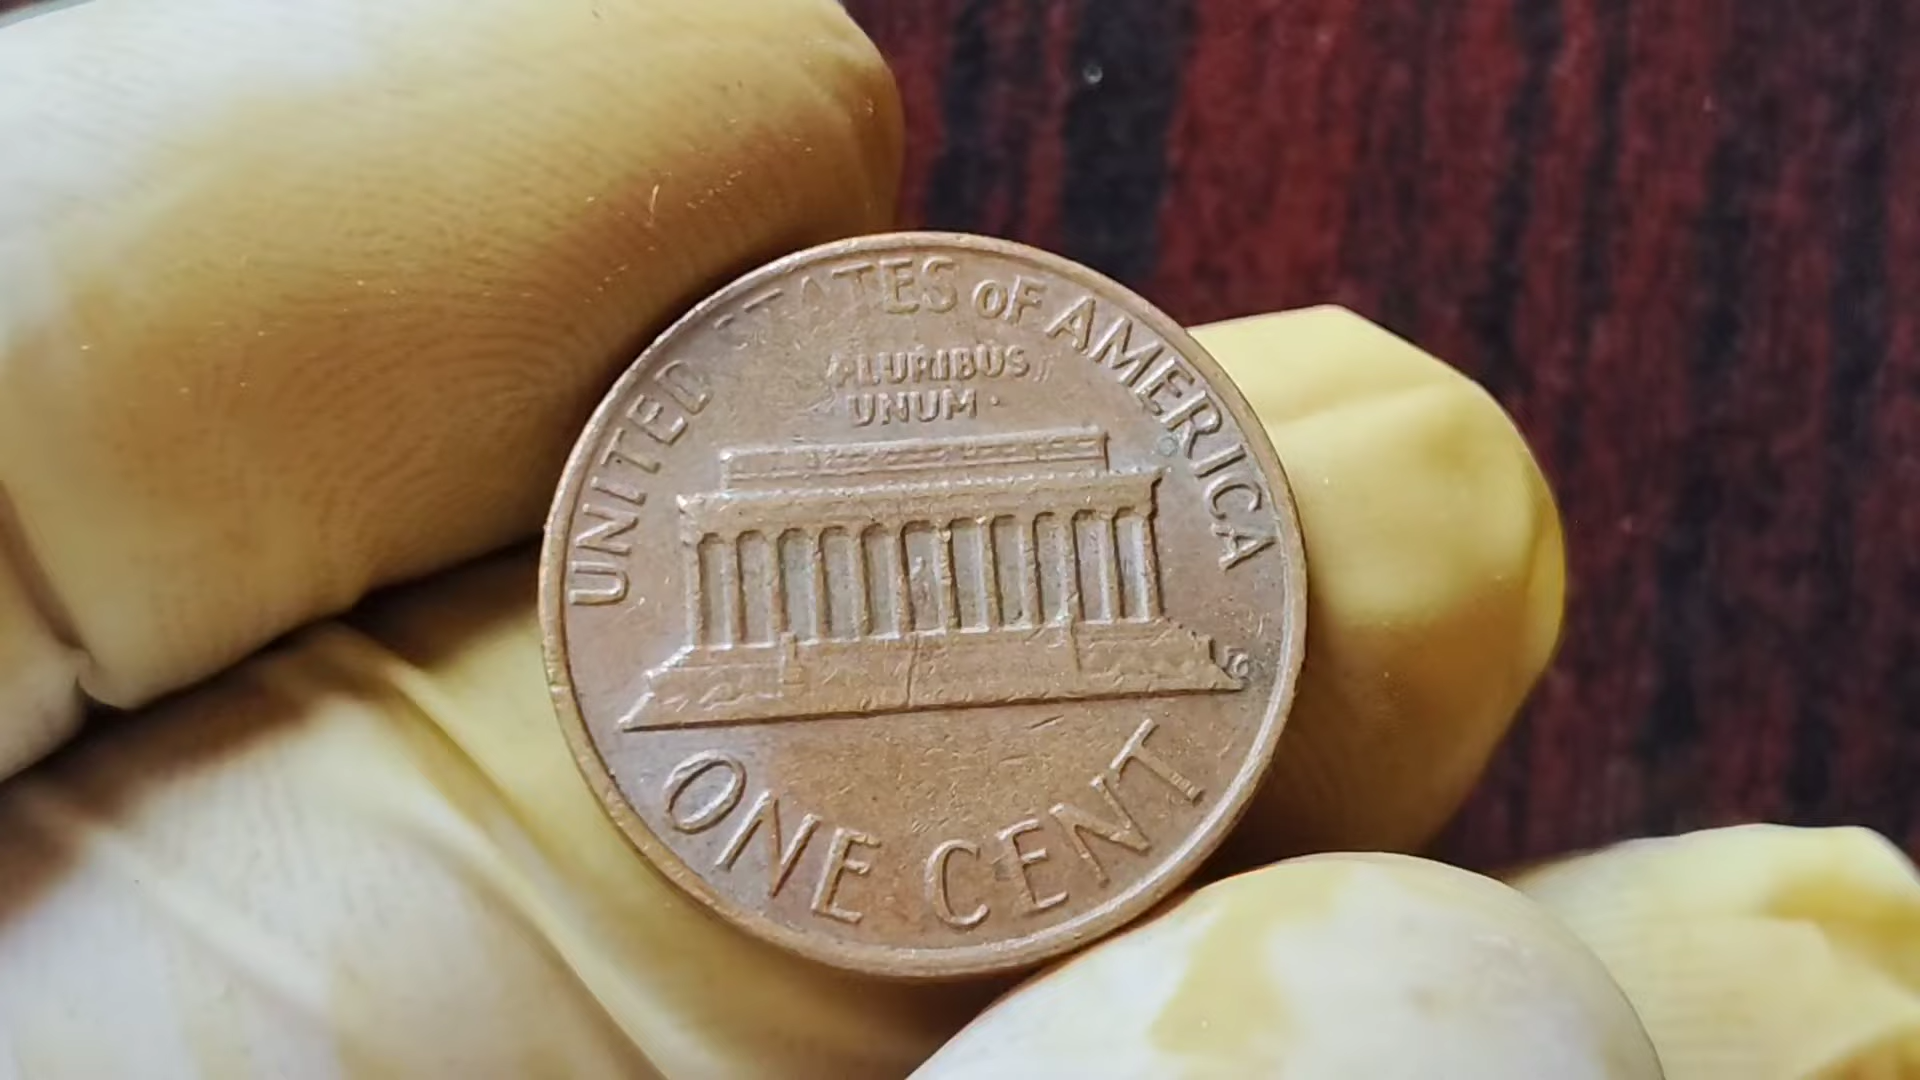 UNITED STATES OF AMERICA
PLURIBUS
UNUM ·
ONE CENT